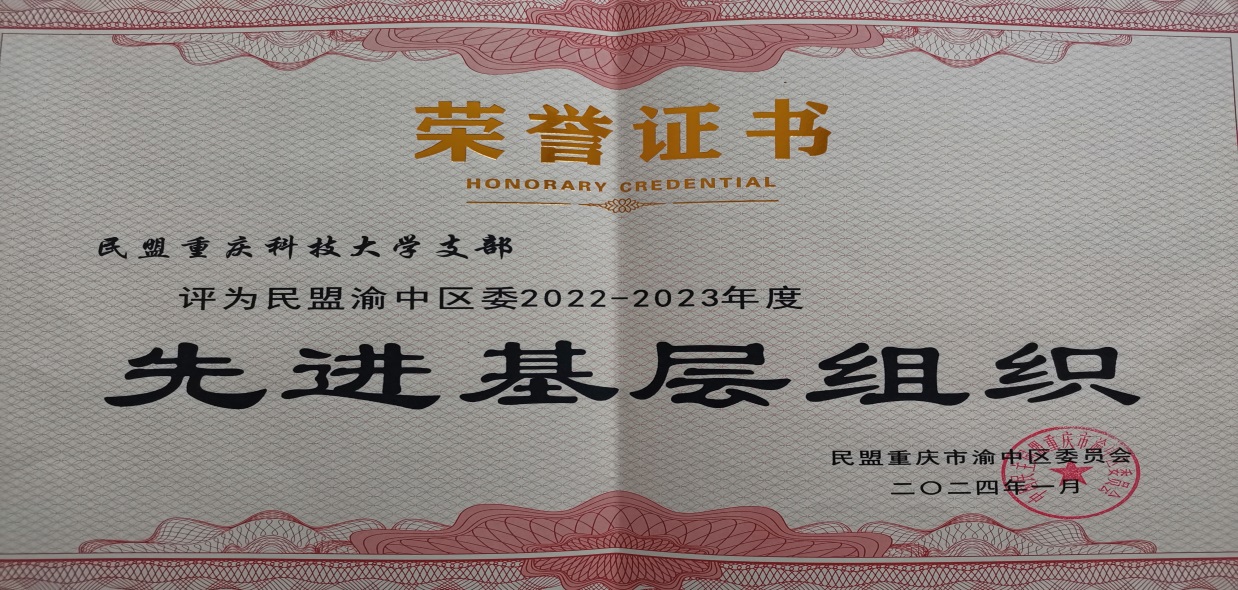 荣誉证书
HONORARY CREDENTIAL
民盟重庆科技大学支部
评为民盟渝中区委2022-2023年度
先进基层组织
民盟重庆市渝中区委员会
二〇二四年一月